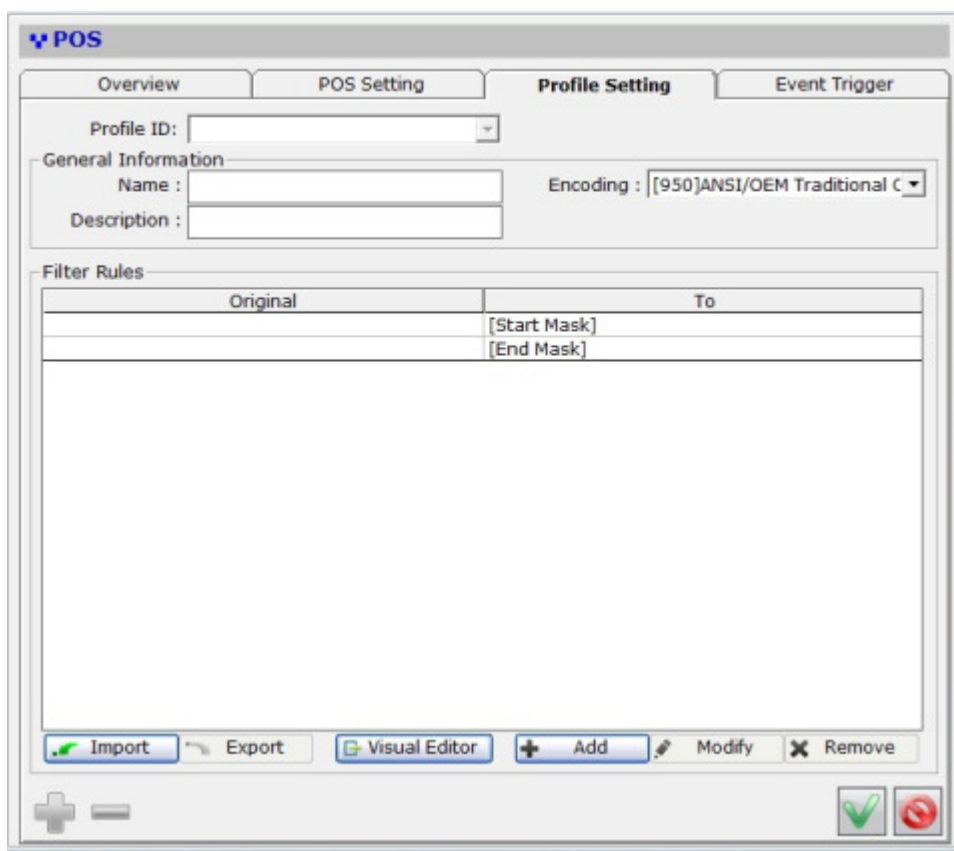 POS
Overview POS Setting Profile Setting Event Trigger
Profile ID:
General Information
Name : Encoding : [950]ANSI/OEM Traditional C
Description :
Filter Rules
Original To
[Start Mask]
[End Mask]
Import Export Visual Editor Add Modify Remove